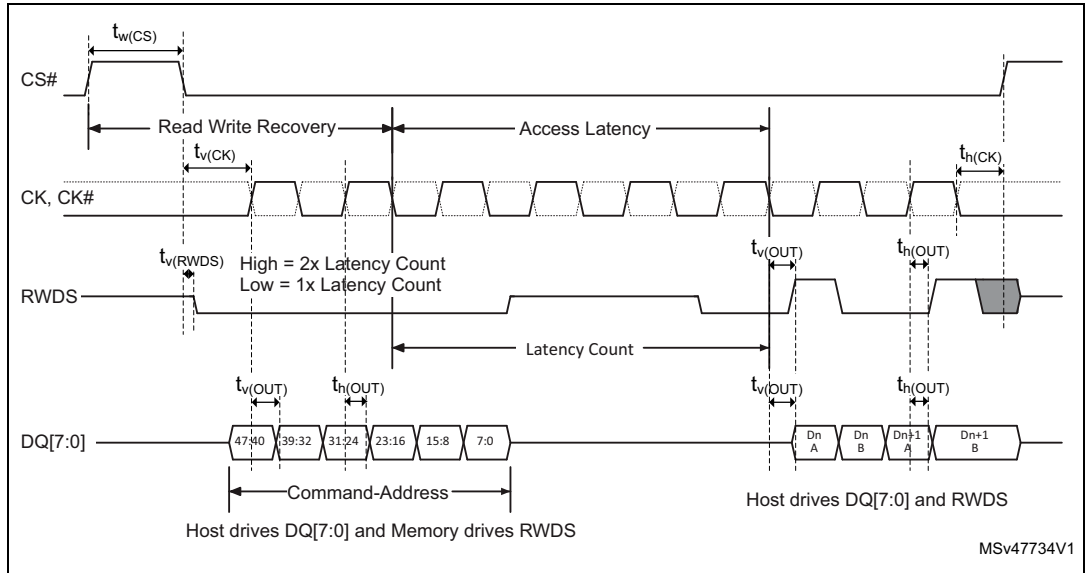 tw(CS)
CS#
Read Write Recovery
Access Latency
tv(CK)
th(CK)
CK, CK#
tv(RWDS)
High = 2x Latency Count
Low = 1x Latency Count
tv(OUT)
th(OUT)
RWDS
Latency Count
tv(OUT)
th(OUT)
tv(OUT)
th(OUT)
DQ[7:0]
47:40
39:32
31:24
23:16
15:8
7:0
Dn A
Dn B
Dn+1 A
Dn+1 B
Command-Address
Host drives DQ[7:0] and RWDS
Host drives DQ[7:0] and Memory drives RWDS
MSv47734V1